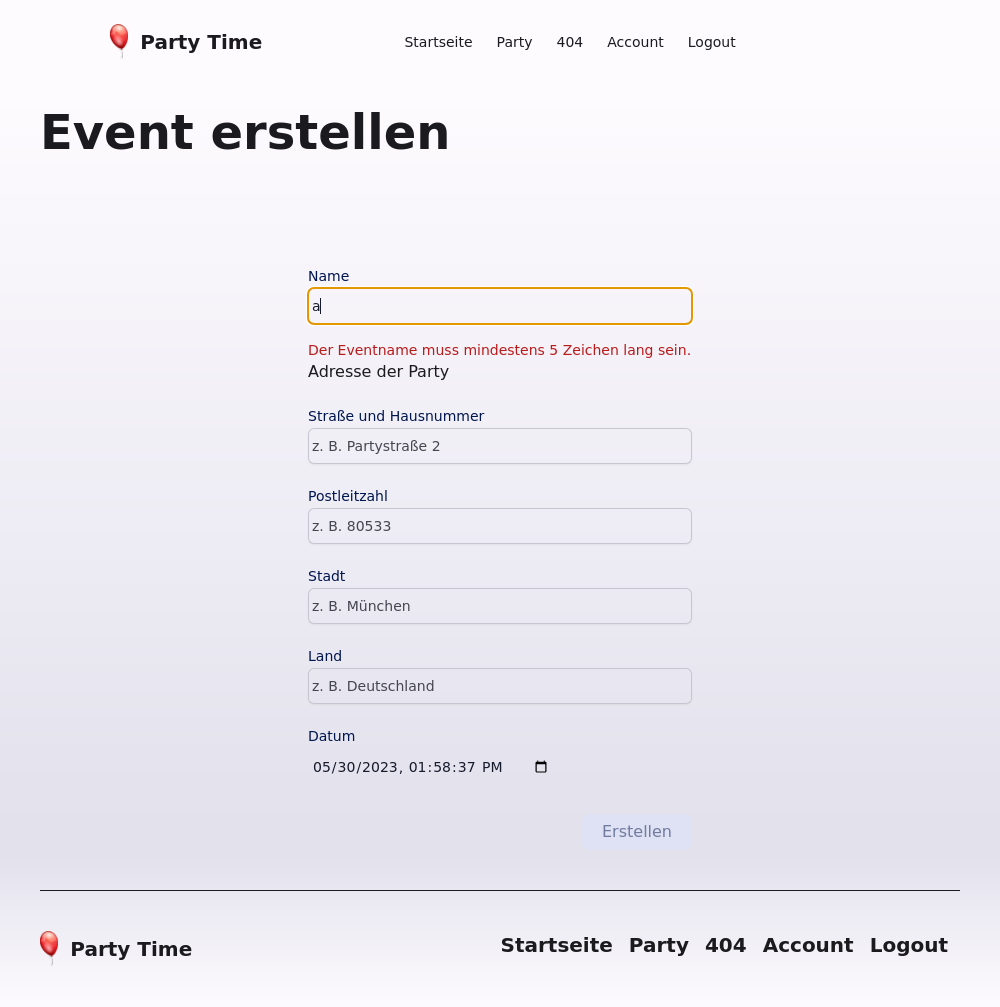 Party Time
Startseite Party 404 Account Logout
Event erstellen
Name
a
Der Eventname muss mindestens 5 Zeichen lang sein.
Adresse der Party
Straße und Hausnummer
z. B. Partystraße 2
Postleitzahl
z. B. 80533
Stadt
z. B. München
Land
z. B. Deutschland
Datum
05/30/2023, 01:58:37 PM
Erstellen
Party Time
Startseite Party 404 Account Logout